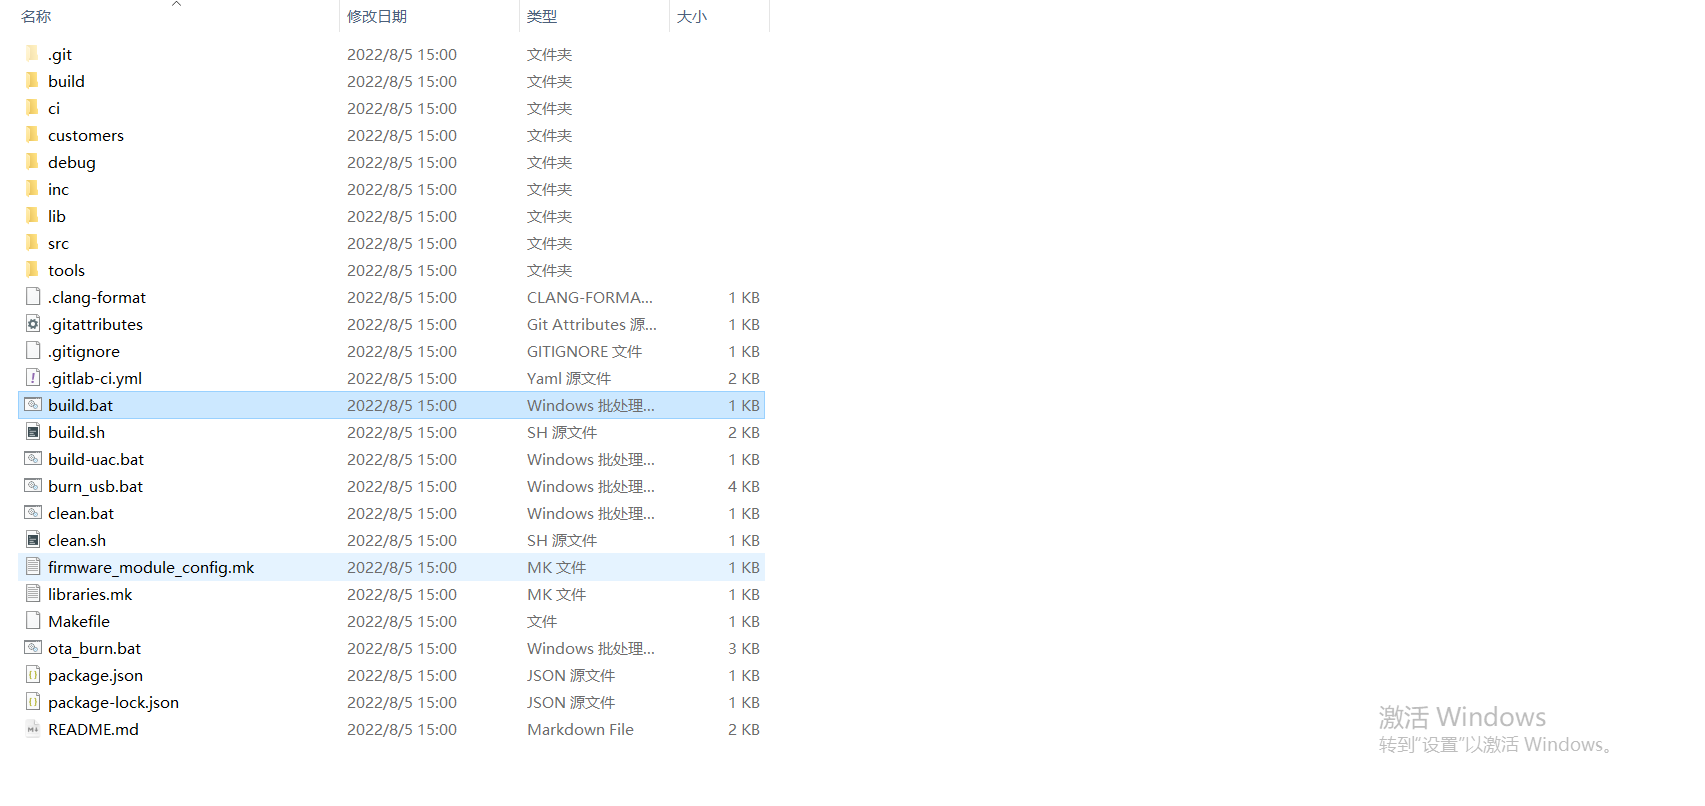 名称 修改日期 类型 大小
.git 2022/8/5 15:00 文件夹
build 2022/8/5 15:00 文件夹
ci 2022/8/5 15:00 文件夹
customers 2022/8/5 15:00 文件夹
debug 2022/8/5 15:00 文件夹
inc 2022/8/5 15:00 文件夹
lib 2022/8/5 15:00 文件夹
src 2022/8/5 15:00 文件夹
tools 2022/8/5 15:00 文件夹
.clang-format 2022/8/5 15:00 CLANG-FORMA... 1 KB
.gitattributes 2022/8/5 15:00 Git Attributes 源... 1 KB
.gitignore 2022/8/5 15:00 GITIGNORE 文件 1 KB
.gitlab-ci.yml 2022/8/5 15:00 Yaml 源文件 2 KB
build.bat 2022/8/5 15:00 Windows 批处理... 1 KB
build.sh 2022/8/5 15:00 SH 源文件 2 KB
build-uac.bat 2022/8/5 15:00 Windows 批处理... 1 KB
burn_usb.bat 2022/8/5 15:00 Windows 批处理... 4 KB
clean.bat 2022/8/5 15:00 Windows 批处理... 1 KB
clean.sh 2022/8/5 15:00 SH 源文件 1 KB
firmware_module_config.mk 2022/8/5 15:00 MK 文件 1 KB
libraries.mk 2022/8/5 15:00 MK 文件 1 KB
Makefile 2022/8/5 15:00 文件 1 KB
ota_burn.bat 2022/8/5 15:00 Windows 批处理... 3 KB
package.json 2022/8/5 15:00 JSON 源文件 1 KB
package-lock.json 2022/8/5 15:00 JSON 源文件 1 KB
README.md 2022/8/5 15:00 Markdown File 2 KB
激活 Windows
转到“设置”以激活 Windows。